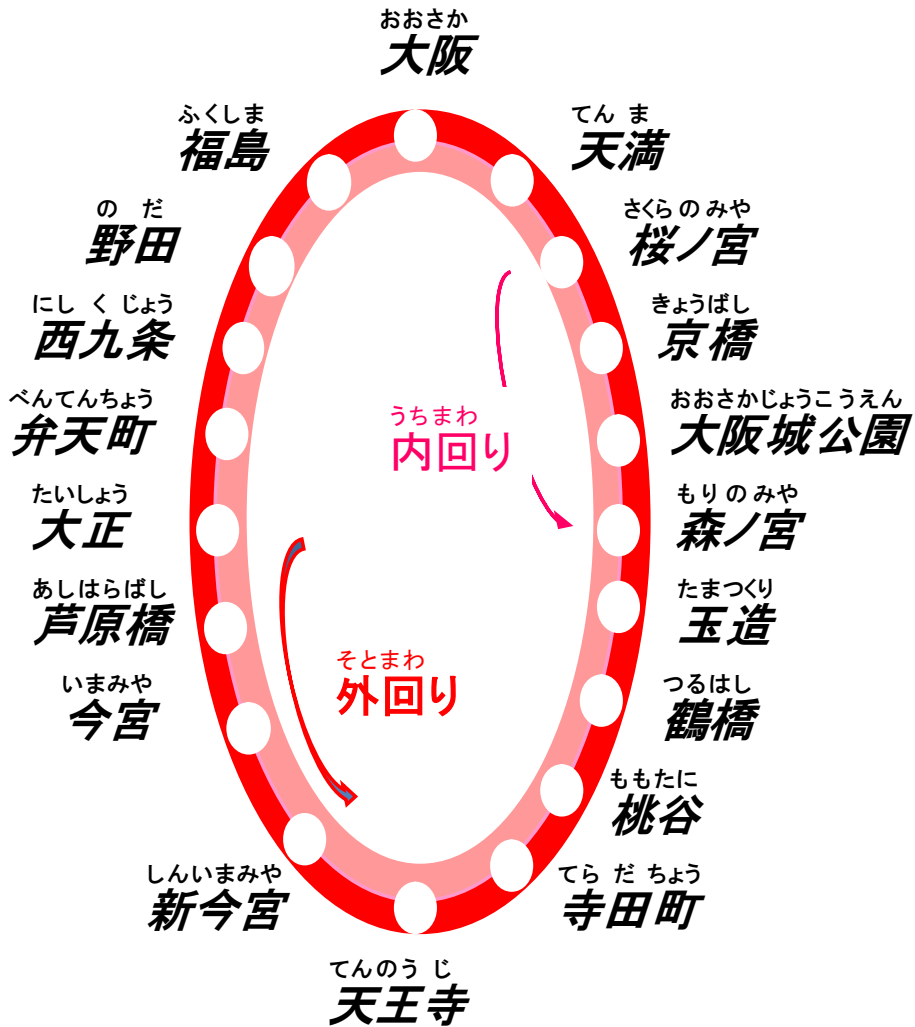 おおさか
大阪
ふくしま
福島
てん ま
天満
の だ
野田
さくら の みや
桜ノ宮
にし く じょう
西九条
きょうばし
京橋
べんてんちょう
弁天町
うちまわ
内回り
おおさかじょうこうえん
大阪城公園
たいしょう
大正
もり の みや
森ノ宮
あしはらばし
芦原橋
たまつくり
玉造
いまみや
今宮
そとまわ
外回り
つるはし
鶴橋
ももたに
桃谷
しんいまみや
新今宮
てら だ ちょう
寺田町
てんのう じ
天王寺